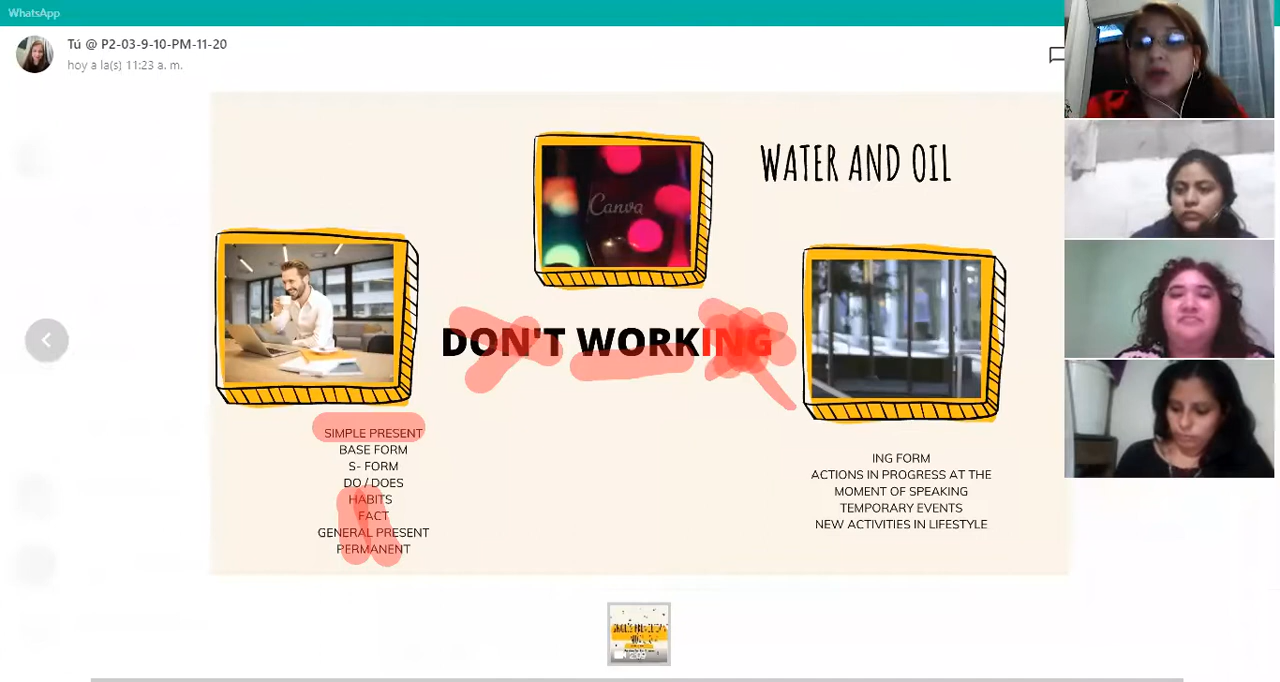 WhatsApp
Tú @ P2-03-9-10-PM-11-20
hoy a la(s) 11:23 a. m.
WATER AND OIL
Canva
DON'T WORKING
SIMPLE PRESENT
BASE FORM
S- FORM
DO / DOES
HABITS
FACT
GENERAL PRESENT
PERMANENT
ING FORM
ACTIONS IN PROGRESS AT THE
MOMENT OF SPEAKING
TEMPORARY EVENTS
NEW ACTIVITIES IN LIFESTYLE